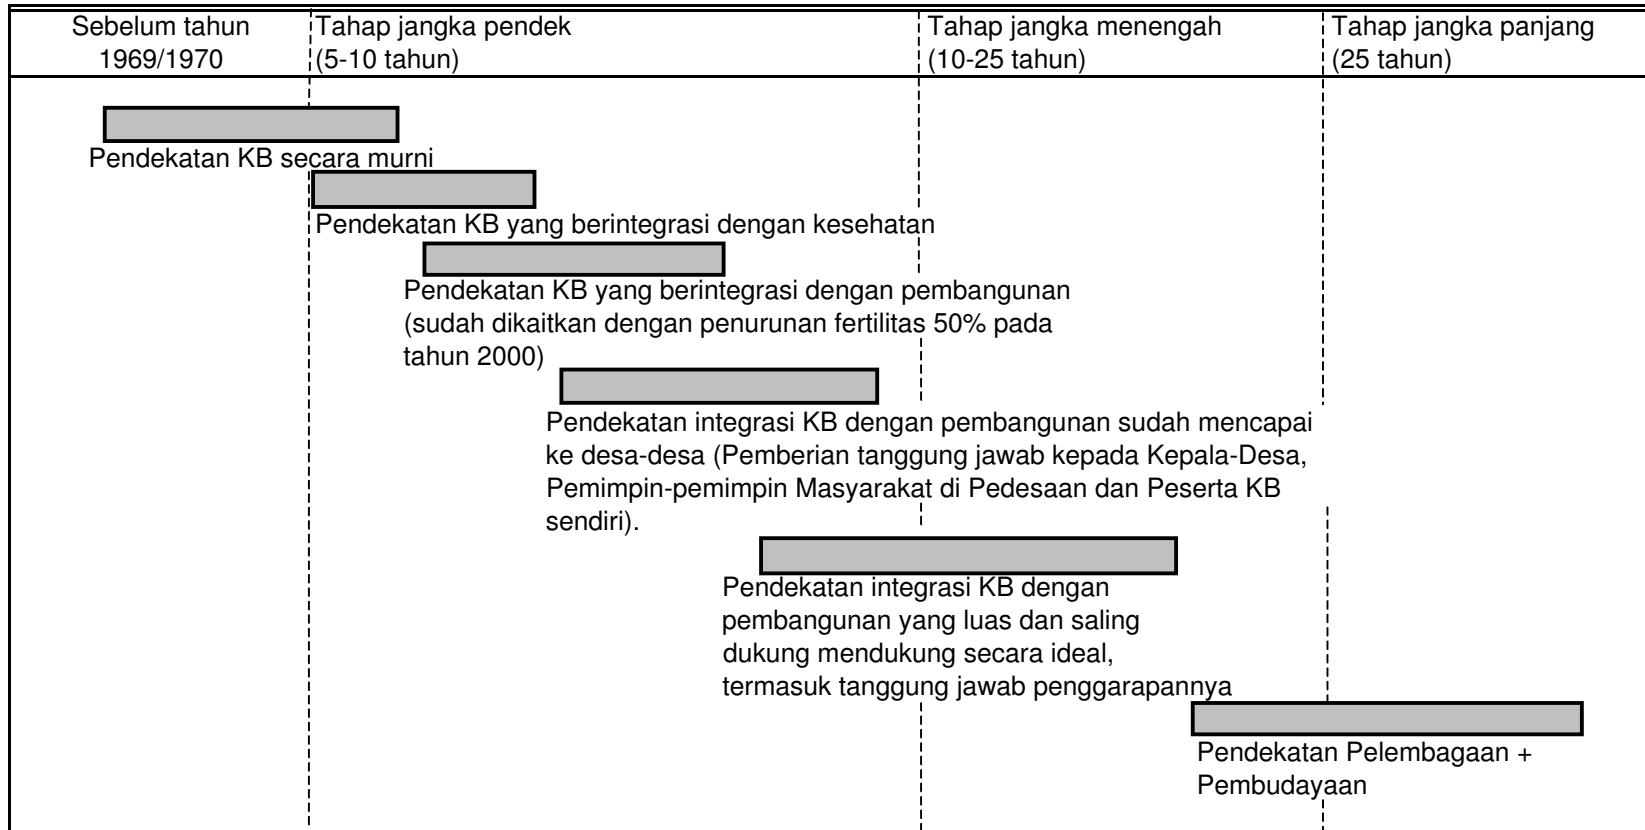 Sebelum tahun
1969/1970
Tahap jangka pendek
(5-10 tahun)
Tahap jangka menengah
(10-25 tahun)
Tahap jangka panjang
(25 tahun)
Pendekatan KB secara murni
Pendekatan KB yang berintegrasi dengan kesehatan
Pendekatan KB yang berintegrasi dengan pembangunan
(sudah dikaitkan dengan penurunan fertilitas 50% pada
tahun 2000)
Pendekatan integrasi KB dengan pembangunan sudah mencapai
ke desa-desa (Pemberian tanggung jawab kepada Kepala-Desa,
Pemimpin-pemimpin Masyarakat di Pedesaan dan Peserta KB
sendiri).
Pendekatan integrasi KB dengan
pembangunan yang luas dan saling
dukung mendukung secara ideal,
termasuk tanggung jawab penggarapannya
Pendekatan Pelembagaan +
Pembudayaan